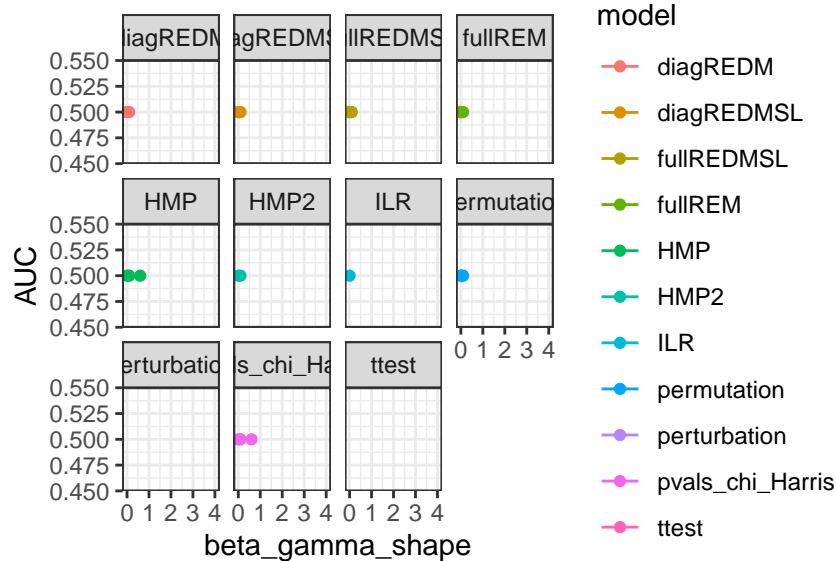 diagREDM agREDMS llREDMS fullREM
0.550
0.525
0.500
0.475
0.450
HMP HMP2 ILR ermutatio
0.550
0.525
0.500
0.475
0.450
0 1 2 3 4
erturbatio ls_chi_Ha ttest
0.550
0.525
0.500
0.475
0.450
0 1 2 3 4 0 1 2 3 4 0 1 2 3 4
beta_gamma_shape
AUC
model
diagREDM
diagREDMSL
fullREDMSL
fullREM
HMP
HMP2
ILR
permutation
perturbation
pvals_chi_Harris
ttest